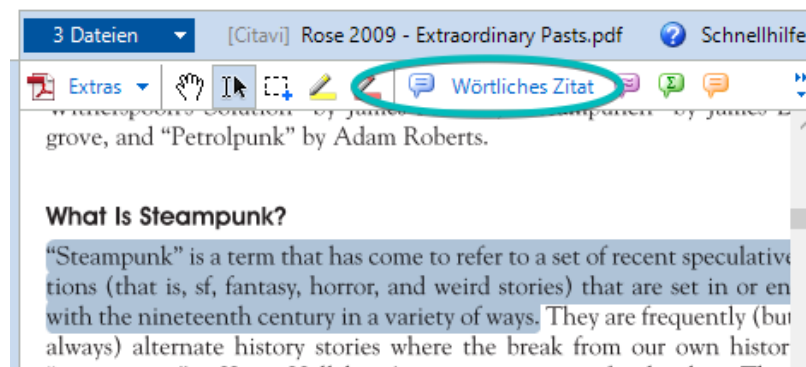 3 Dateien [Citavi] Rose 2009 - Extraordinary Pasts.pdf Schnellhilfe
Extras Wörtliches Zitat
grove, and “Petrolpunk” by Adam Roberts.
What Is Steampunk?
“Steampunk” is a term that has come to refer to a set of recent speculative
tions (that is, sf, fantasy, horror, and weird stories) that are set in or en
with the nineteenth century in a variety of ways. They are frequently (but
always) alternate history stories where the break from our own histor